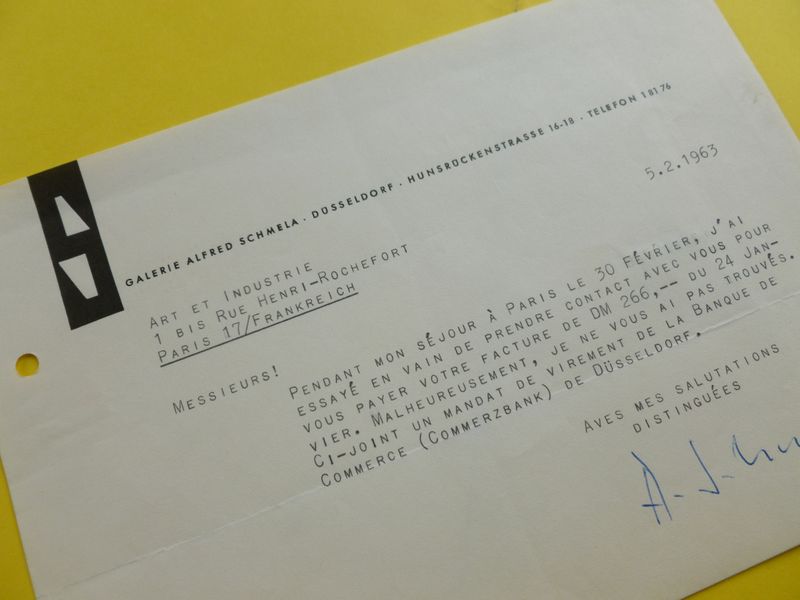 GALERIE ALFRED SCHMELA · DÜSSELDORF · HUNSRÜCKENSTRASSE 16-18 · TELEFON 1 81 76
5.2.1963
ART ET INDUSTRIE
1 BIS RUE HENRI-ROCHEFORT
PARIS 17/FRANKREICH
MESSIEURS!
PENDANT MON SÉJOUR À PARIS LE 30 FÉVRIER, J'AI
ESSAYÉ EN VAIN DE PRENDRE CONTACT AVEC VOUS POUR
VOUS PAYER VOTRE FACTURE DE DM 266,-- DU 24 JAN-
VIER. MALHEUREUSEMENT, JE NE VOUS AI PAS TROUVÉS.
CI-JOINT UN MANDAT DE VIREMENT DE LA BANQUE DE
COMMERCE (COMMERZBANK) DE DÜSSELDORF.
AVES MES SALUTATIONS
DISTINGUÉES